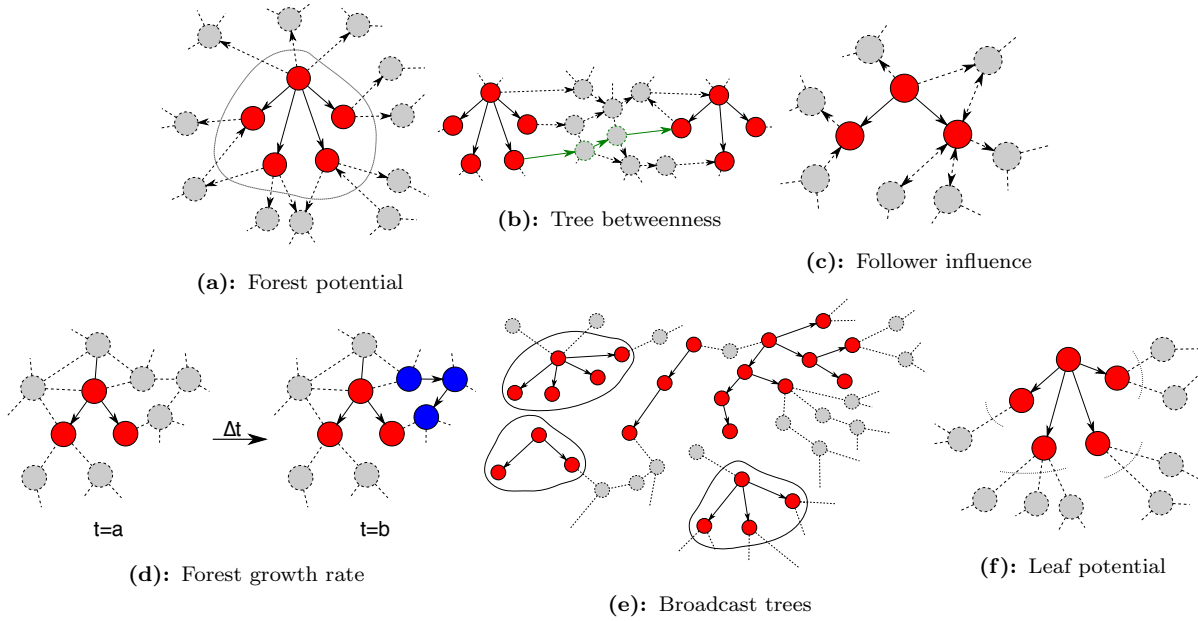 (b): Tree betweenness
(c): Follower influence
(a): Forest potential
Δt
t=a
t=b
(d): Forest growth rate
(f): Leaf potential
(e): Broadcast trees